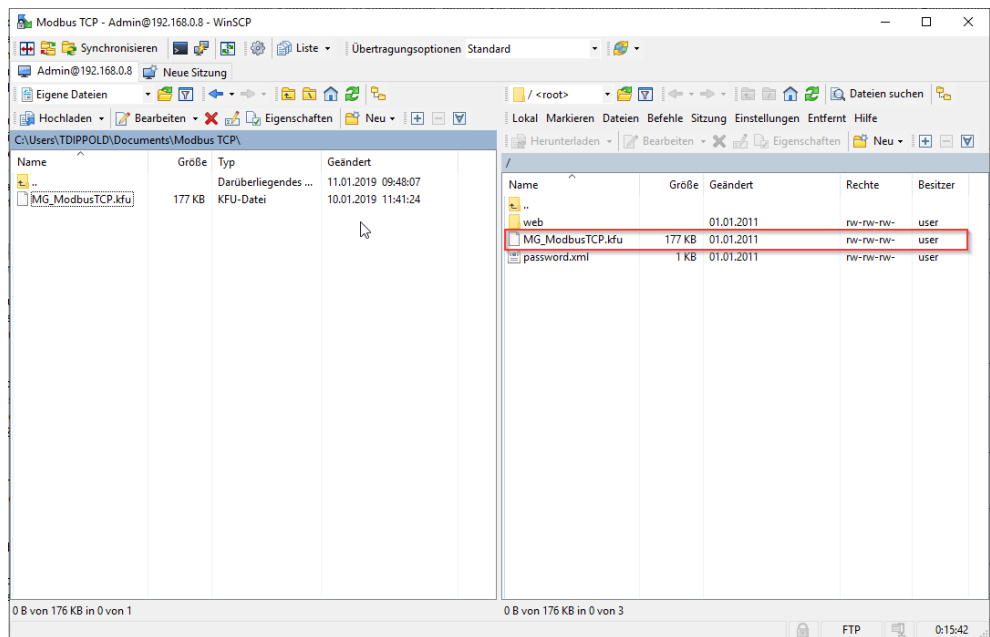 Modbus TCP - Admin@192.168.0.8 - WinSCP
Synchronisieren Liste Übertragungsoptionen Standard
Admin@192.168.0.8 Neue Sitzung
Eigene Dateien
Hochladen Bearbeiten Eigenschaften Neu
C:\Users\TDIPPOLD\Documents\Modbus TCP\
Name Größe Typ Geändert
.. Darüberliegendes ... 11.01.2019 09:48:07
MG_ModbusTCP.kfu 177 KB KFU-Datei 10.01.2019 11:41:24
0 B von 176 KB in 0 von 1
/ <root> Dateien suchen
Lokal Markieren Dateien Befehle Sitzung Einstellungen Entfernt Hilfe
Herunterladen Bearbeiten Eigenschaften Neu
/
Name Größe Geändert Rechte Besitzer
..
web 01.01.2011 rw-rw-rw- user
MG_ModbusTCP.kfu 177 KB 01.01.2011 rw-rw-rw- user
password.xml 1 KB 01.01.2011 rw-rw-rw- user
0 B von 176 KB in 0 von 3
FTP 0:15:42